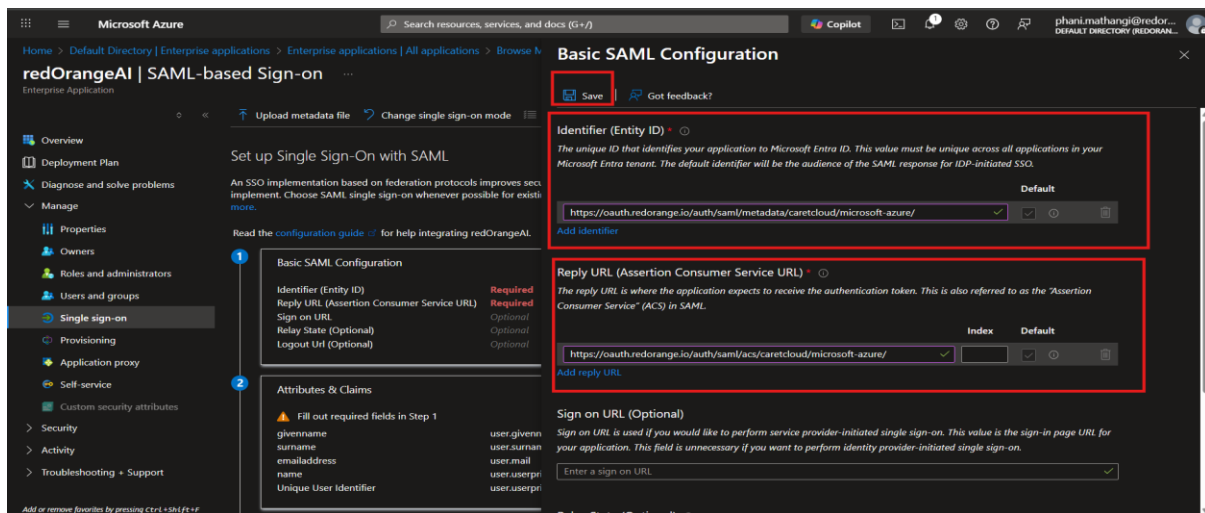 Microsoft Azure
Search resources, services, and docs (G+/)
Copilot
phani.mathangi@redor...
DEFAULT DIRECTORY (REDORAN...
Home > Default Directory | Enterprise applications > Enterprise applications | All applications > Browse M
redOrangeAI | SAML-based Sign-on ...
Enterprise Application
Overview
Deployment Plan
Diagnose and solve problems
Manage
Properties
Owners
Roles and administrators
Users and groups
Single sign-on
Provisioning
Application proxy
Self-service
Custom security attributes
Security
Activity
Troubleshooting + Support
Add or remove favorites by pressing Ctrl+Shift+F
Upload metadata file
Change single sign-on mode
Set up Single Sign-On with SAML
An SSO implementation based on federation protocols improves secu
implement. Choose SAML single sign-on whenever possible for existi
more.
Read the configuration guide for help integrating redOrangeAI.
1
Basic SAML Configuration
Identifier (Entity ID) Required
Reply URL (Assertion Consumer Service URL) Required
Sign on URL Optional
Relay State (Optional) Optional
Logout Url (Optional) Optional
2
Attributes & Claims
Fill out required fields in Step 1
givenname user.givenn
surname user.surnam
emailaddress user.mail
name user.userpri
Unique User Identifier user.userpri
Basic SAML Configuration
Save
Got feedback?
Identifier (Entity ID) *
The unique ID that identifies your application to Microsoft Entra ID. This value must be unique across all applications in your
Microsoft Entra tenant. The default identifier will be the audience of the SAML response for IDP-initiated SSO.
Default
https://oauth.redorange.io/auth/saml/metadata/caretcloud/microsoft-azure/
Add identifier
Reply URL (Assertion Consumer Service URL) *
The reply URL is where the application expects to receive the authentication token. This is also referred to as the "Assertion
Consumer Service" (ACS) in SAML.
Index Default
https://oauth.redorange.io/auth/saml/acs/caretcloud/microsoft-azure/
Add reply URL
Sign on URL (Optional)
Sign on URL is used if you would like to perform service provider-initiated single sign-on. This value is the sign-in page URL for
your application. This field is unnecessary if you want to perform identity provider-initiated single sign-on.
Enter a sign on URL